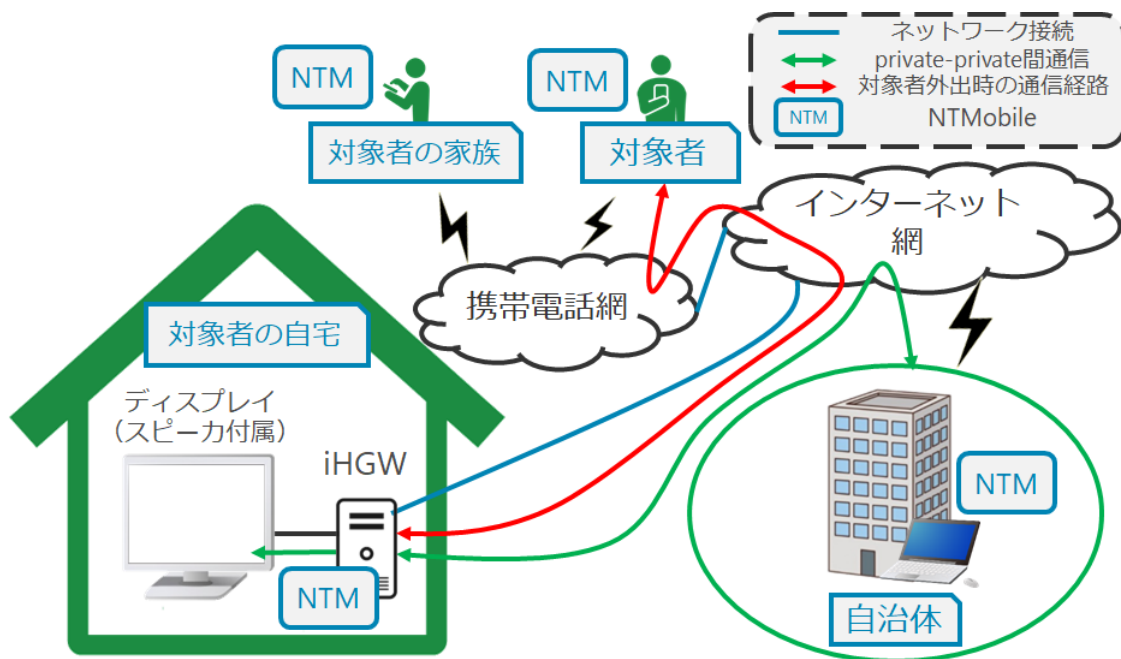 ネットワーク接続
private-private間通信
対象者外出時の通信経路
NTM
NTMobile
NTM
対象者の家族
NTM
対象者
インターネット
網
携帯電話網
対象者の自宅
ディスプレイ
（スピーカ付属）
iHGW
NTM
NTM
自治体